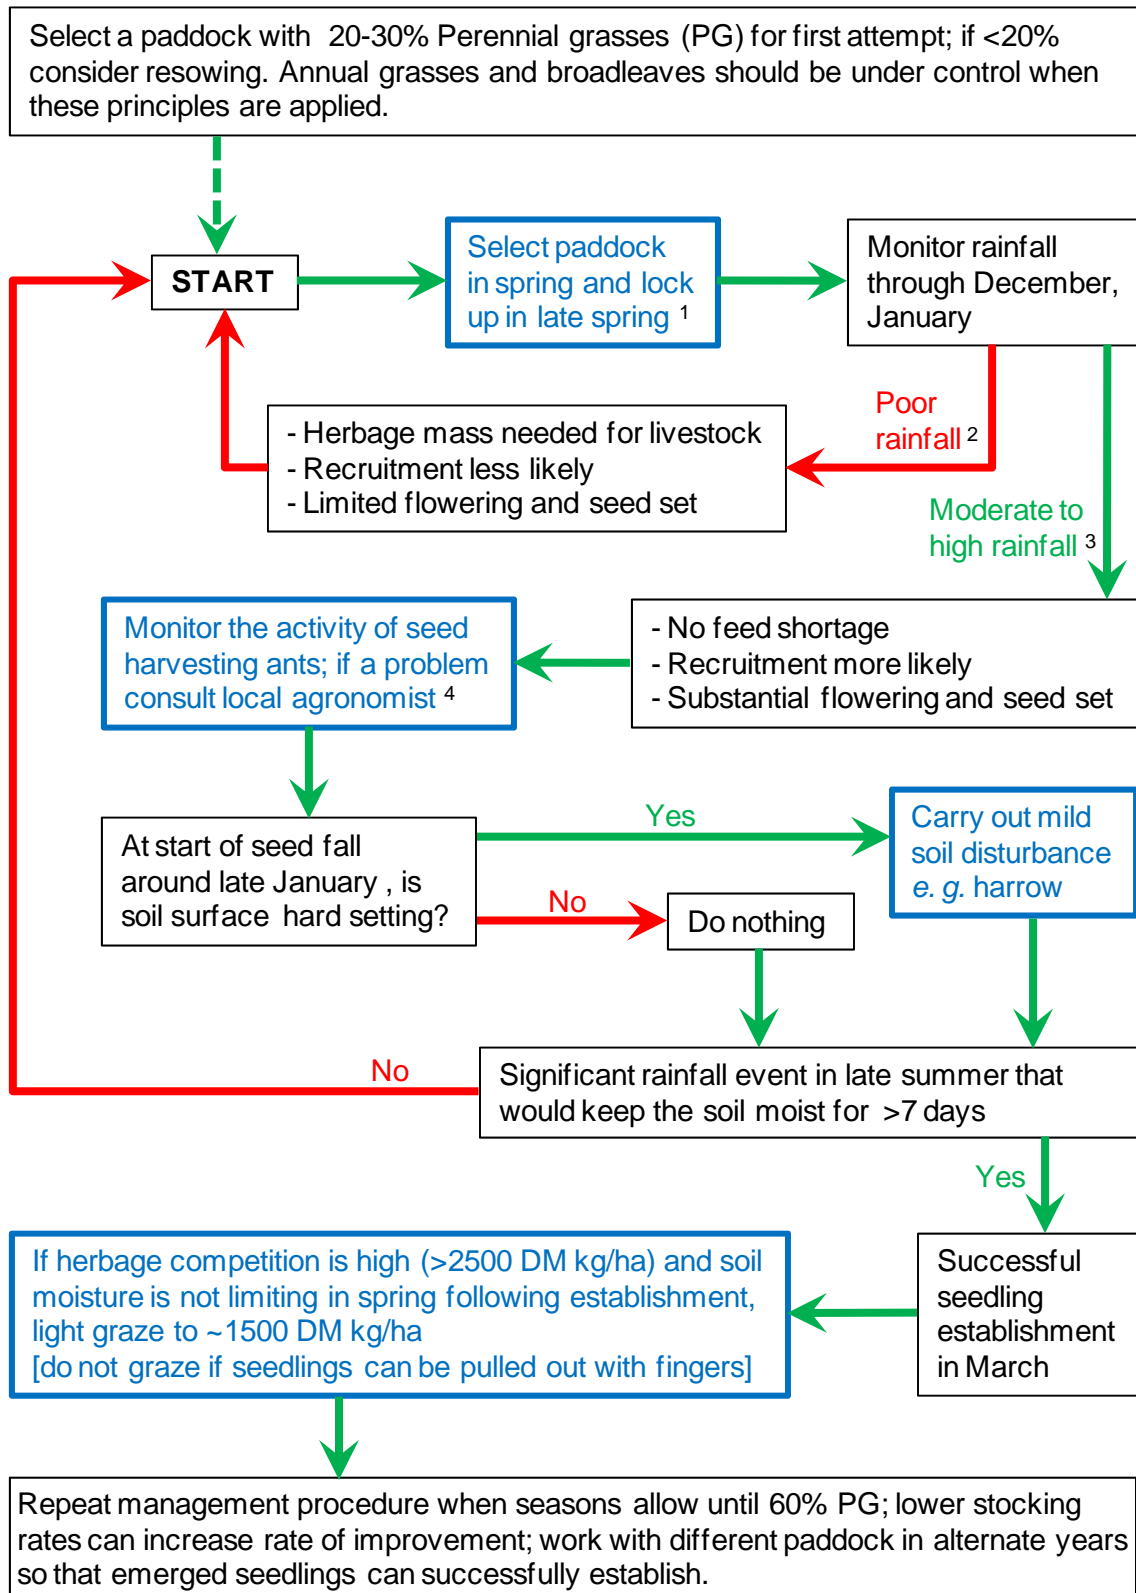 Select a paddock with 20-30% Perennial grasses (PG) for first attempt; if <20%
consider resowing. Annual grasses and broadleaves should be under control when
these principles are applied.
START
Select paddock
in spring and lock
up in late spring 1
Monitor rainfall
through December,
January
Poor
rainfall 2
- Herbage mass needed for livestock
- Recruitment less likely
- Limited flowering and seed set
Moderate to
high rainfall 3
Monitor the activity of seed
harvesting ants; if a problem
consult local agronomist 4
- No feed shortage
- Recruitment more likely
- Substantial flowering and seed set
At start of seed fall
around late January , is
soil surface hard setting?
Yes
Carry out mild
soil disturbance
e. g. harrow
No
Do nothing
No
Significant rainfall event in late summer that
would keep the soil moist for >7 days
Yes
If herbage competition is high (>2500 DM kg/ha) and soil
moisture is not limiting in spring following establishment,
light graze to ~1500 DM kg/ha
[do not graze if seedlings can be pulled out with fingers]
Successful
seedling
establishment
in March
Repeat management procedure when seasons allow until 60% PG; lower stocking
rates can increase rate of improvement; work with different paddock in alternate years
so that emerged seedlings can successfully establish.